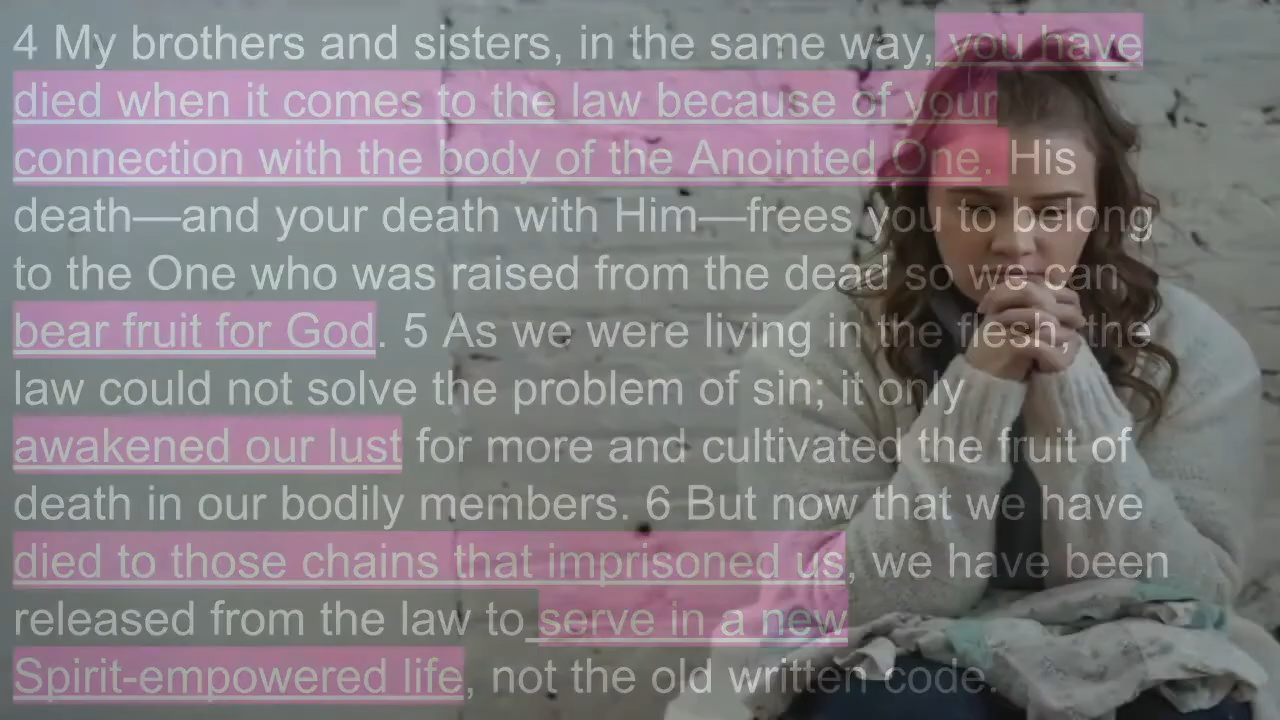 4 My brothers and sisters, in the same way, you have
died when it comes to the law because of your
connection with the body of the Anointed One. His
death—and your death with Him—frees you to belong
to the One who was raised from the dead so we can
bear fruit for God. 5 As we were living in the flesh, the
law could not solve the problem of sin; it only
awakened our lust for more and cultivated the fruit of
death in our bodily members. 6 But now that we have
died to those chains that imprisoned us, we have been
released from the law to serve in a new
Spirit-empowered life, not the old written code.